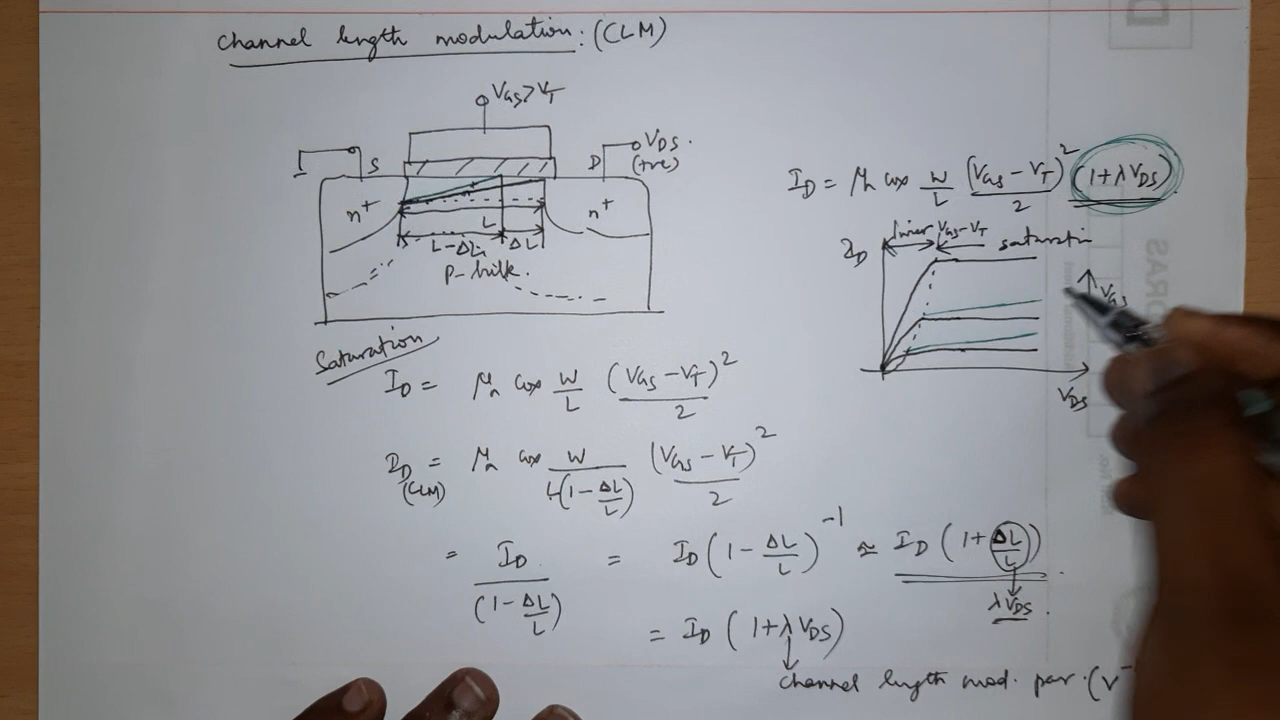 Channel length modulation: (CLM)
VGS > VT
S
D
VDS.
(+ve)
n+
n+
L
L-ΔL
ΔL
P-bulk.
ID = μn Cox W/L (VGS - VT)²/2 (1+λVDS).
ID
linear
VGS-VT
saturatin
VGS
VDS
Saturation
ID = μn Cox W/L (VGS - VT)²/2
ID (CLM) = μn Cox W/L(1-ΔL/L) (VGS - VT)²/2
= ID/(1-ΔL/L) = ID (1 - ΔL/L)⁻¹ ≈ ID (1+ΔL/L).
λVDS.
= ID (1+λVDS)
Channel length mod. par. (V⁻
D